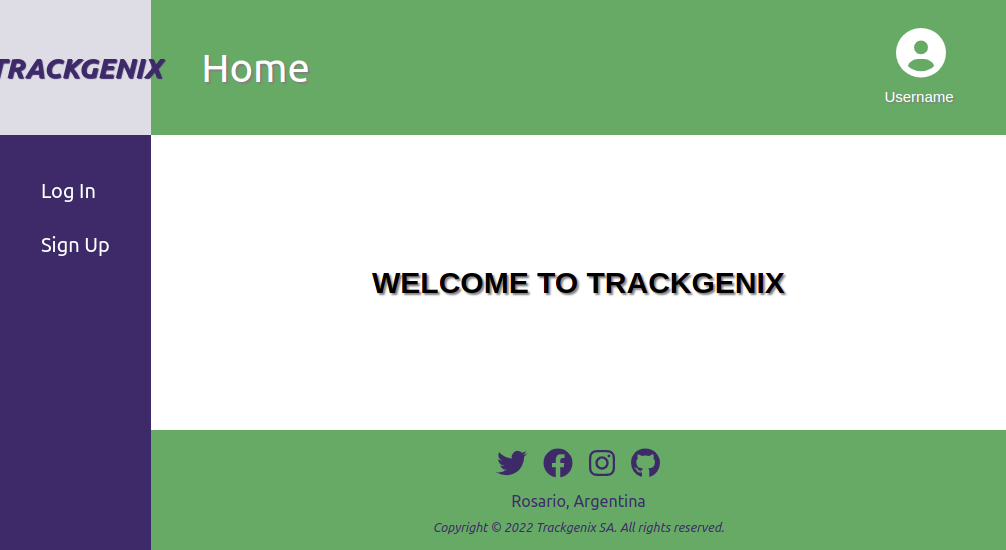 TRACKGENIX
Home
Username
Log In
Sign Up
WELCOME TO TRACKGENIX
Rosario, Argentina
Copyright © 2022 Trackgenix SA. All rights reserved.